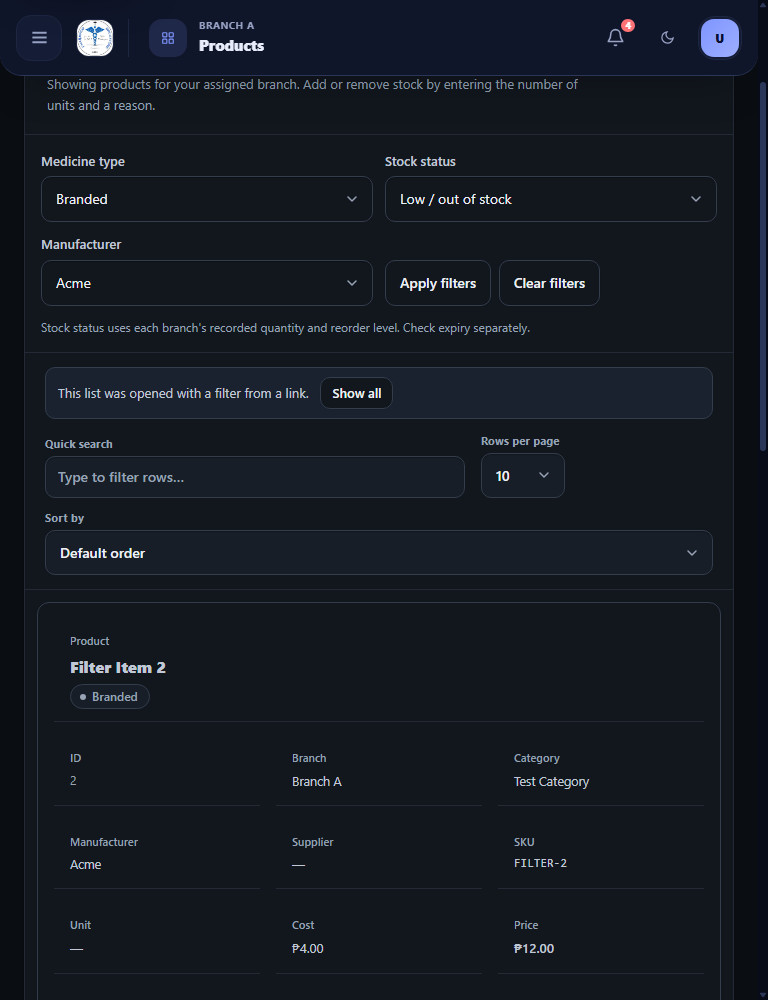 BRANCH A
Products
4
U
Showing products for your assigned branch. Add or remove stock by entering the number of
units and a reason.
Medicine type
Stock status
Branded
Low / out of stock
Manufacturer
Acme
Apply filters
Clear filters
Stock status uses each branch's recorded quantity and reorder level. Check expiry separately.
This list was opened with a filter from a link.
Show all
Quick search
Rows per page
Type to filter rows...
10
Sort by
Default order
Product
Filter Item 2
Branded
ID
Branch
Category
2
Branch A
Test Category
Manufacturer
Supplier
SKU
Acme
—
FILTER-2
Unit
Cost
Price
—
₱4.00
₱12.00